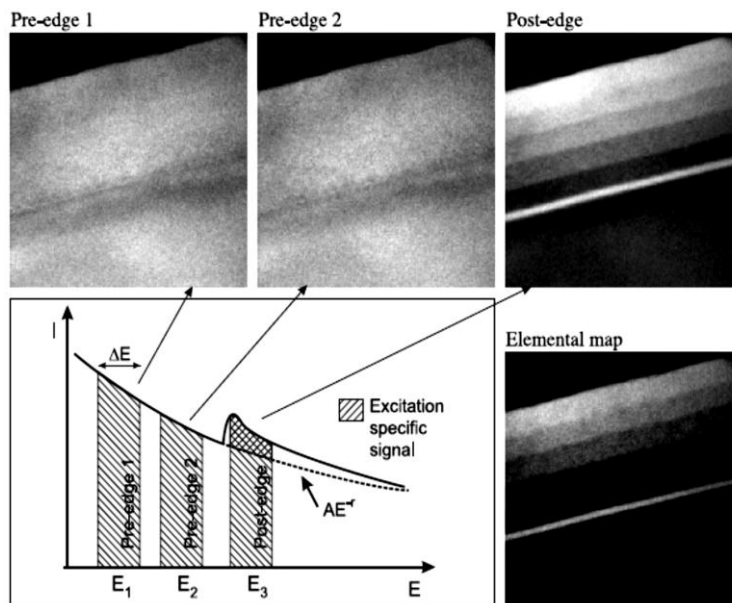 Pre-edge 1
Pre-edge 2
Post-edge
I
ΔE
Excitation
specific
signal
Pre-edge 1
Pre-edge 2
Post-edge
AE⁻ʳ
E₁
E₂
E₃
E
Elemental map